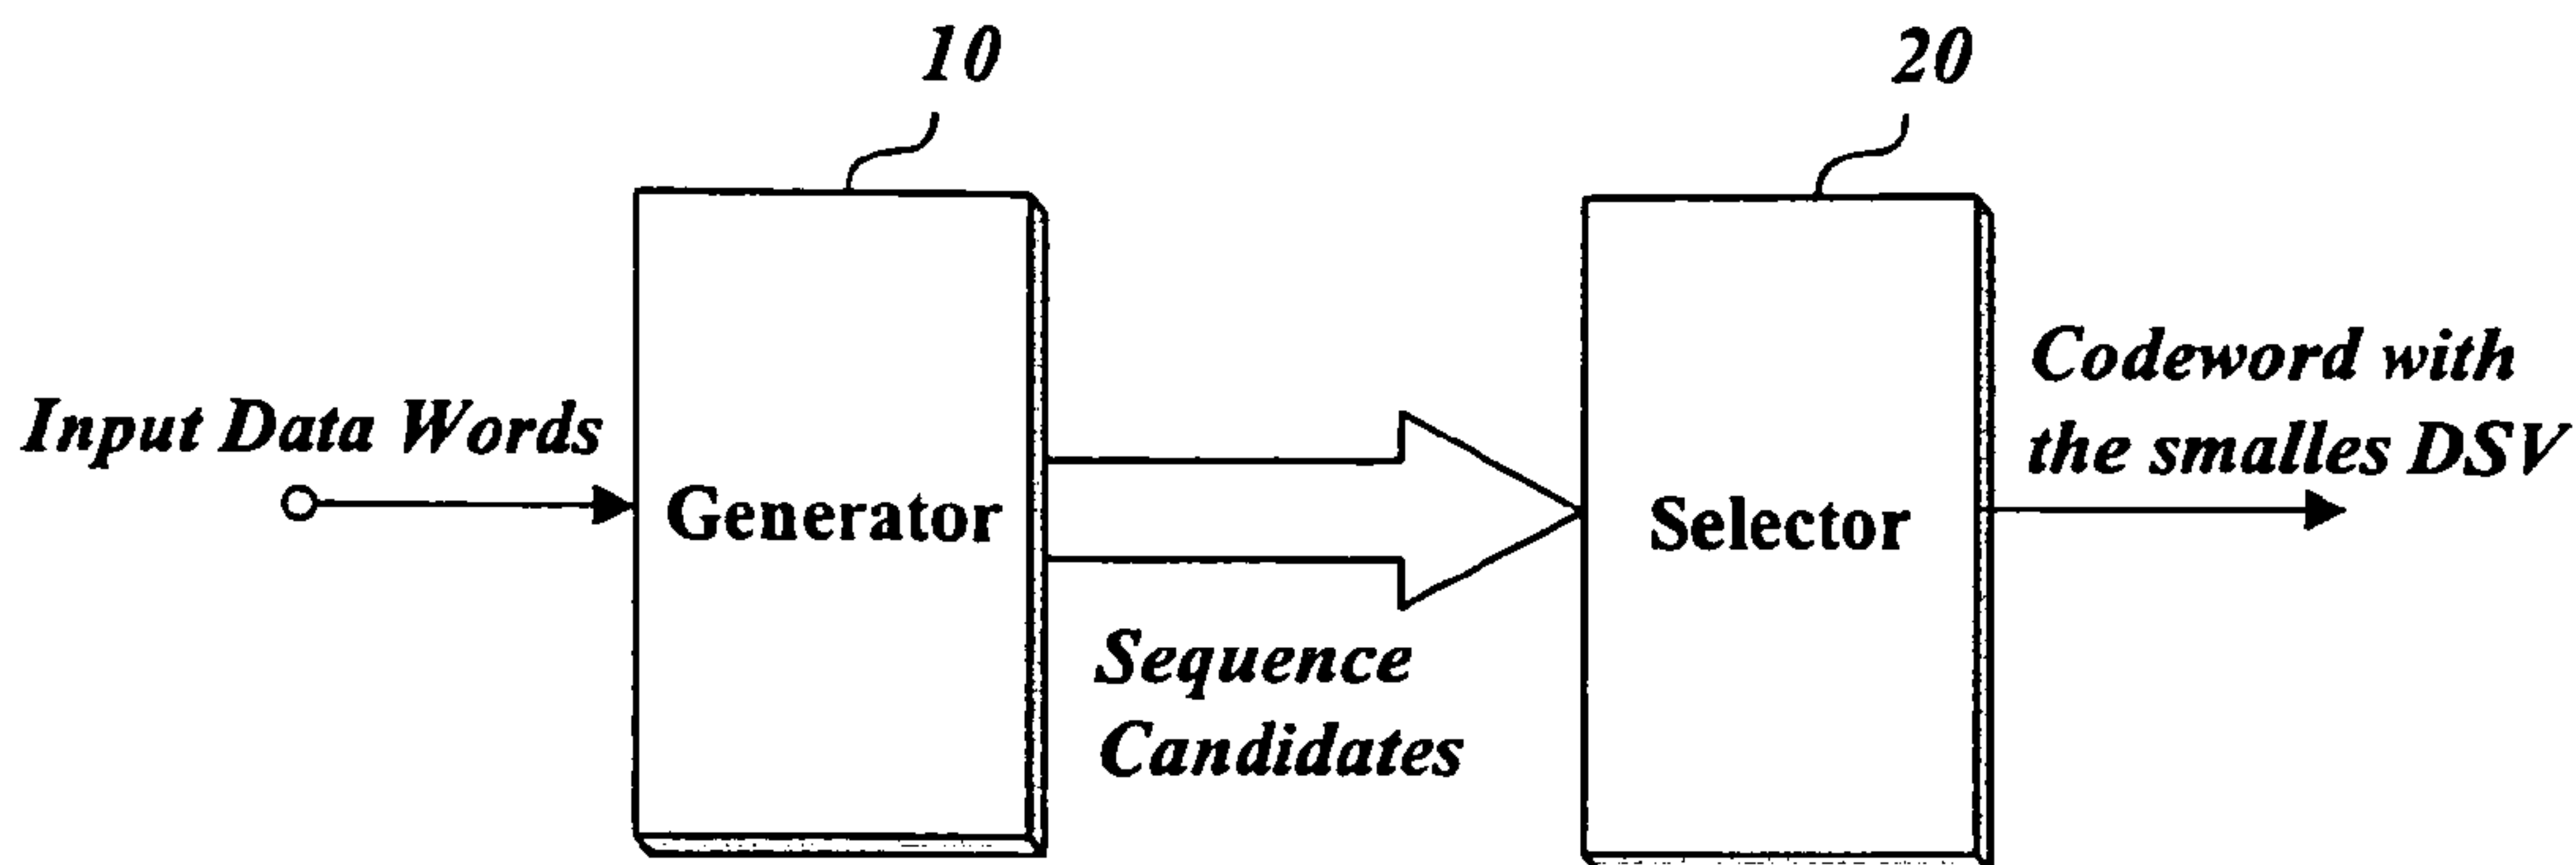 10
20
Input Data Words
Generator
Sequence
Candidates
Selector
Codeword with
the smalles DSV